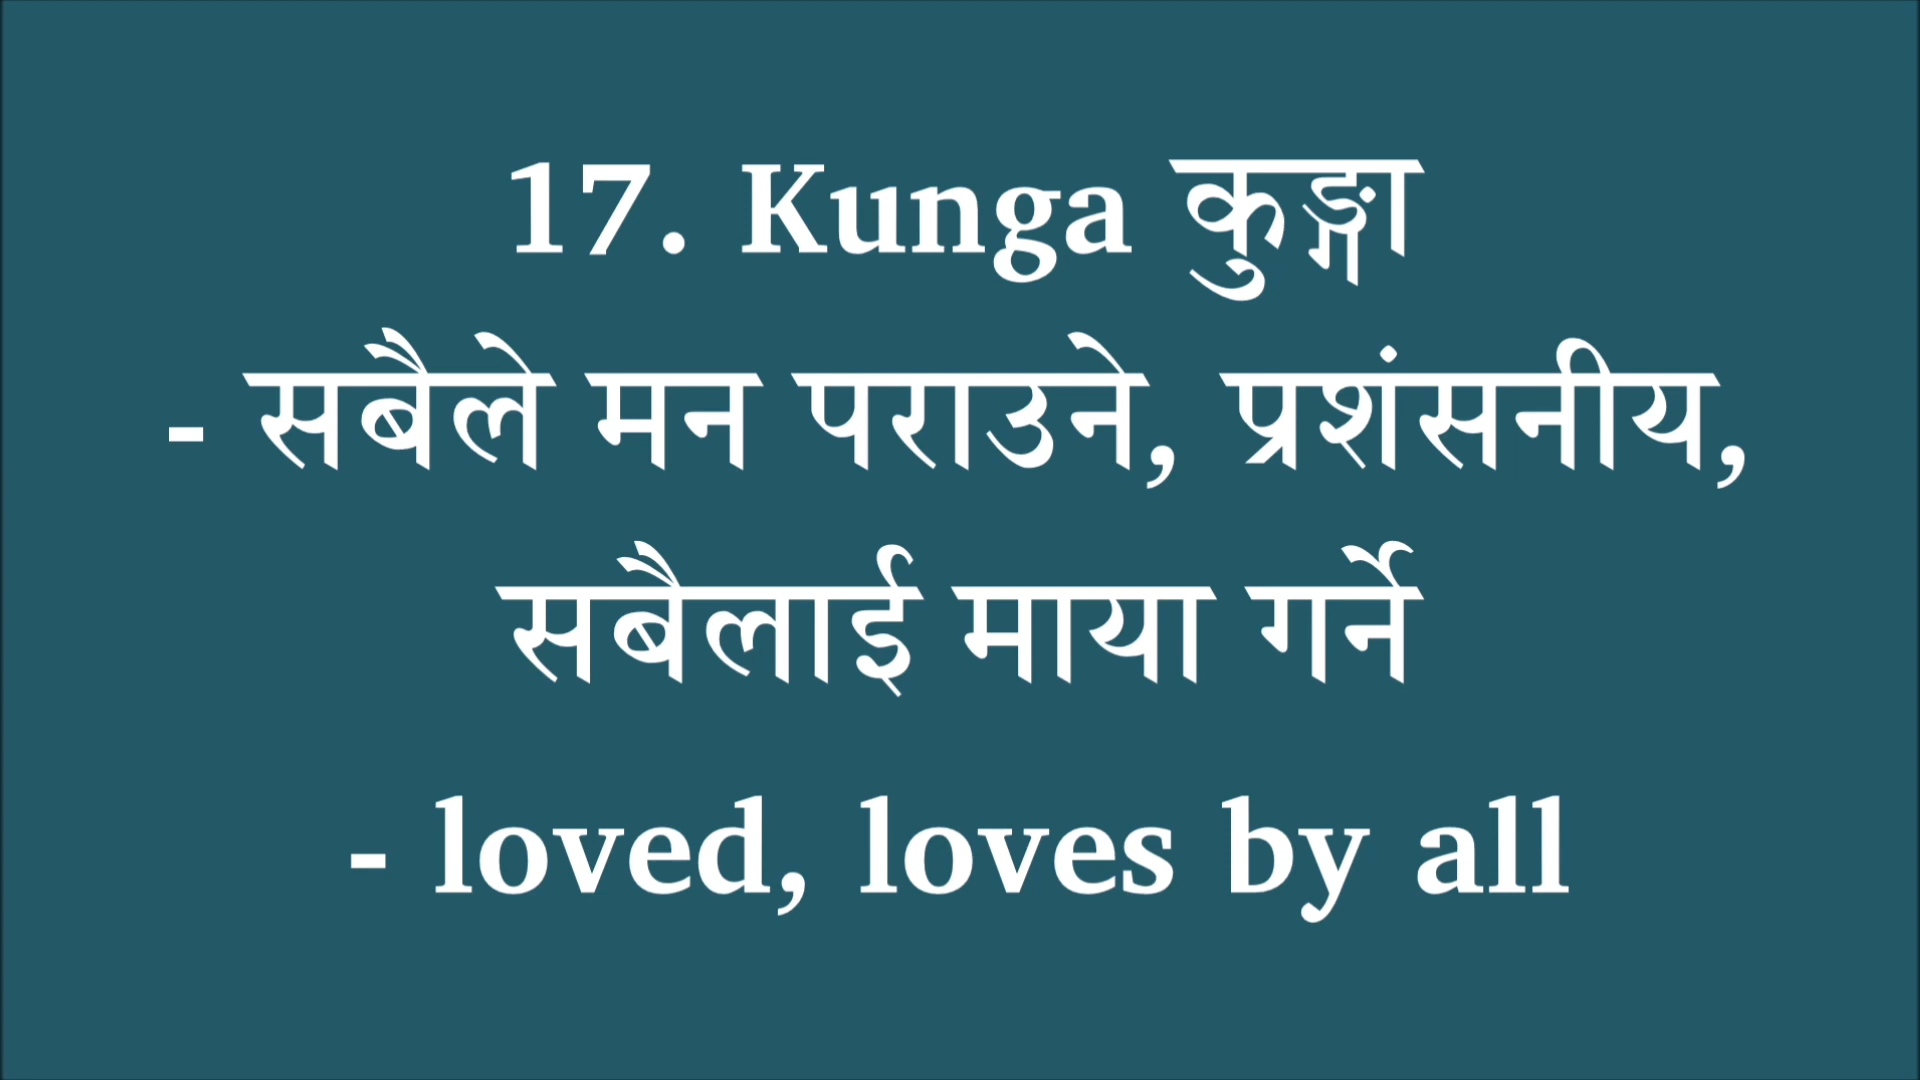 17. Kunga कुङ्गा
- सबैले मन पराउने, प्रशंसनीय,
सबैलाई माया गर्ने
- loved, loves by all